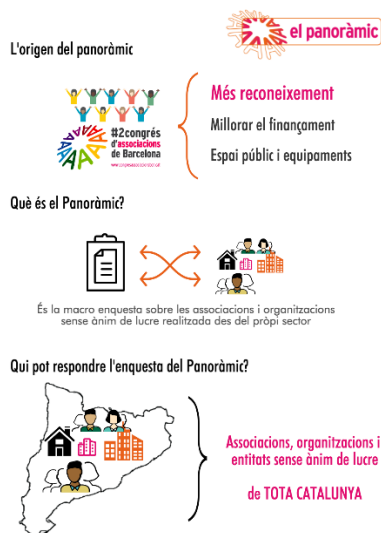 el panoràmic
L'origen del panoràmic
#2congrés
d'associacions
de Barcelona
Més reconeixement
Millorar el finançament
Espai públic i equipaments
Què és el Panoràmic?
És la macro enquesta sobre les associacions i organitzacions
sense ànim de lucre realitzada des del pròpi sector
Qui pot respondre l'enquesta del Panoràmic?
Associacions, organitzacions i
entitats sense ànim de lucre
de TOTA CATALUNYA